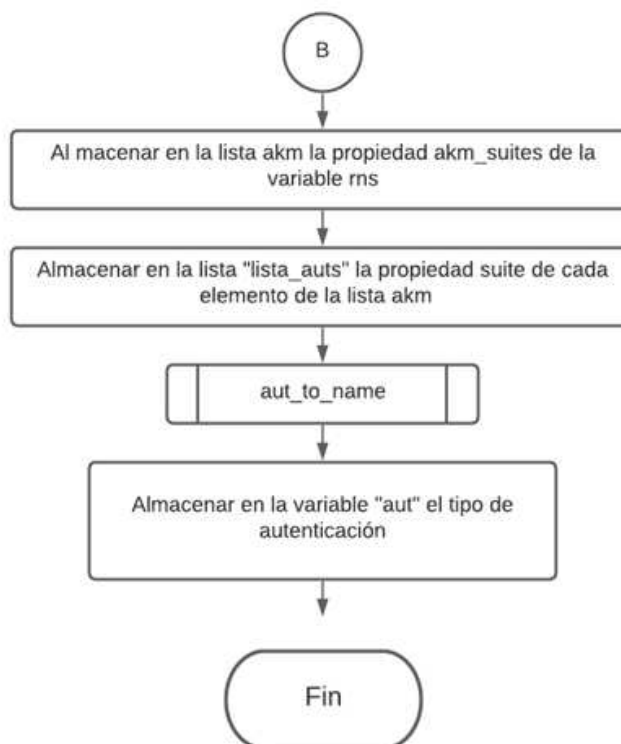 B
Al macenar en la lista akm la propiedad akm_suites de la
variable rns
Almacenar en la lista "lista_auts" la propiedad suite de cada
elemento de la lista akm
aut_to_name
Almacenar en la variable "aut" el tipo de
autenticación
Fin